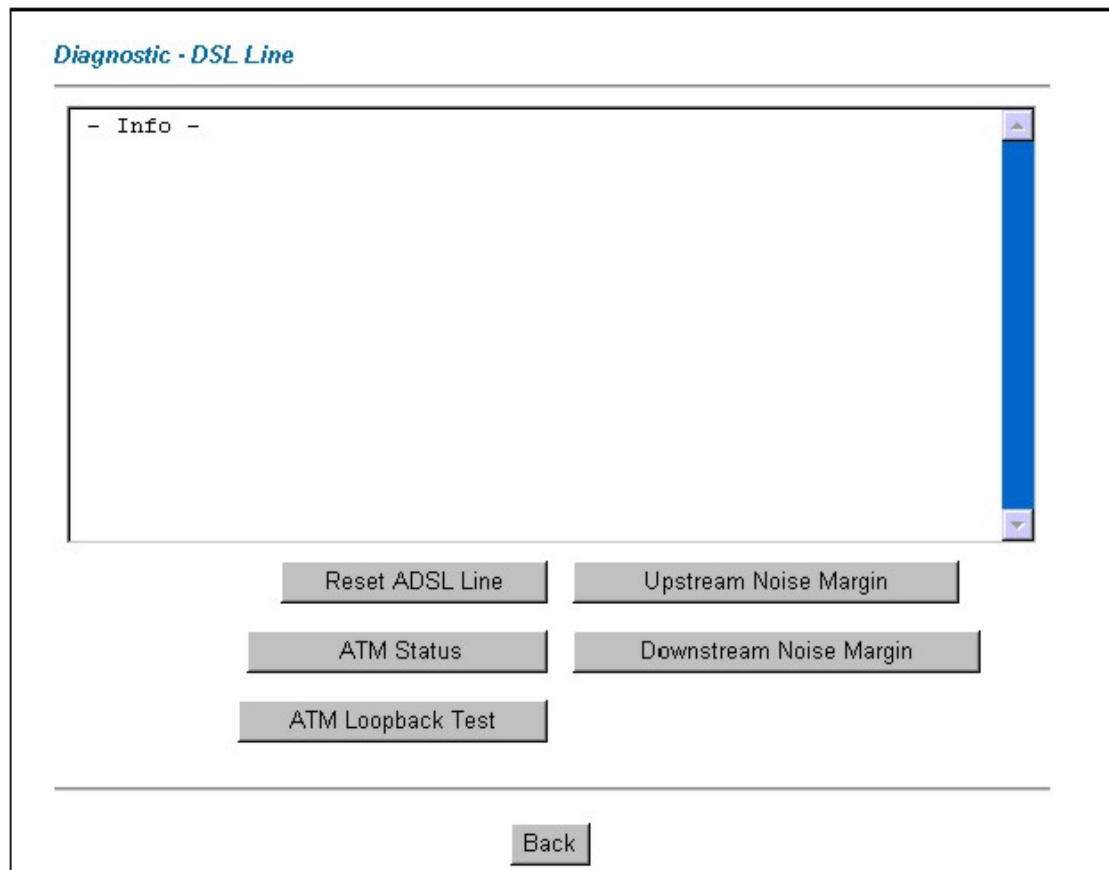 Diagnostic - DSL Line
- Info -
Reset ADSL Line
Upstream Noise Margin
ATM Status
Downstream Noise Margin
ATM Loopback Test
Back